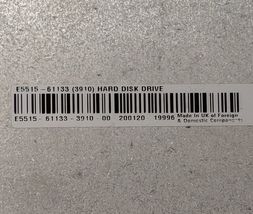 E5515 - 61133 (3910) HARD DISK DRIVE
E5515 - 61133 - 3910 - 00 200120 19996 Made in UK of Foreign
& Domestic Components